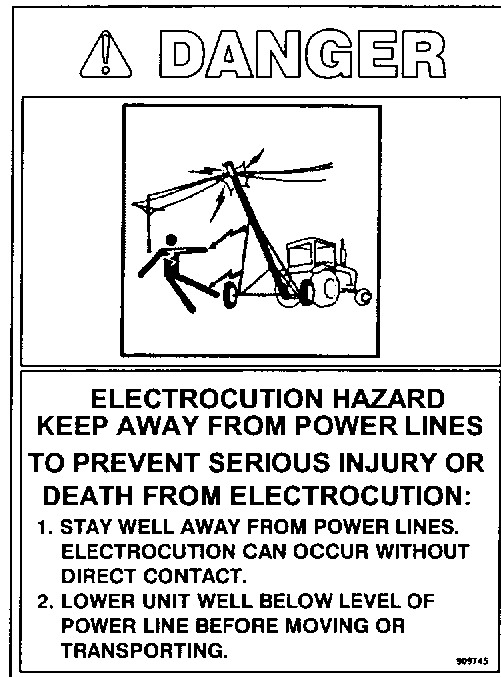 DANGER
ELECTROCUTION HAZARD
KEEP AWAY FROM POWER LINES
TO PREVENT SERIOUS INJURY OR
DEATH FROM ELECTROCUTION:
1. STAY WELL AWAY FROM POWER LINES.
ELECTROCUTION CAN OCCUR WITHOUT
DIRECT CONTACT.
2. LOWER UNIT WELL BELOW LEVEL OF
POWER LINE BEFORE MOVING OR
TRANSPORTING.
909745